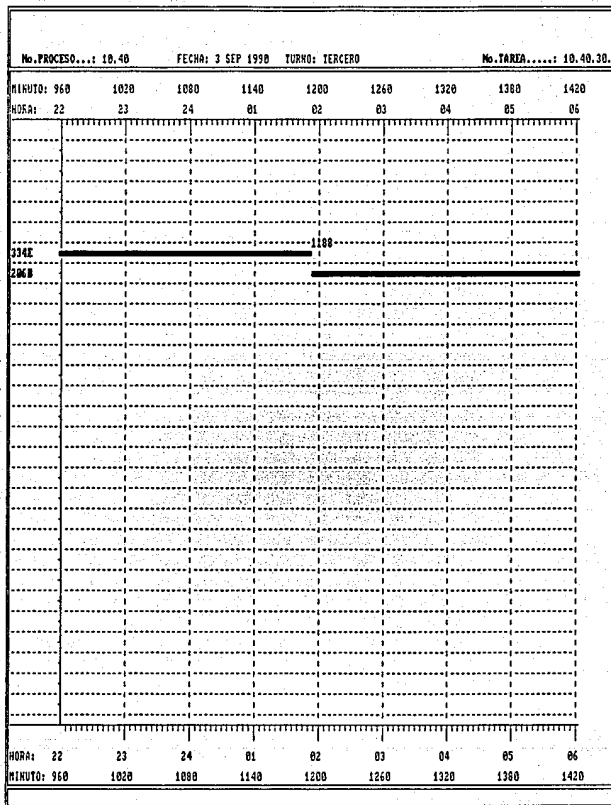 No.PROCESO...: 10.40 FECHA: 3 SEP 1990 TURNO: TERCERO No.TAREA.....: 10.40.30.
MINUTO: 960 1020 1080 1140 1200 1260 1320 1380 1420
HORA: 22 23 24 01 02 03 04 05 06
1188
334E
206B
HORA: 22 23 24 01 02 03 04 05 06
MINUTO: 960 1020 1080 1140 1200 1260 1320 1380 1420